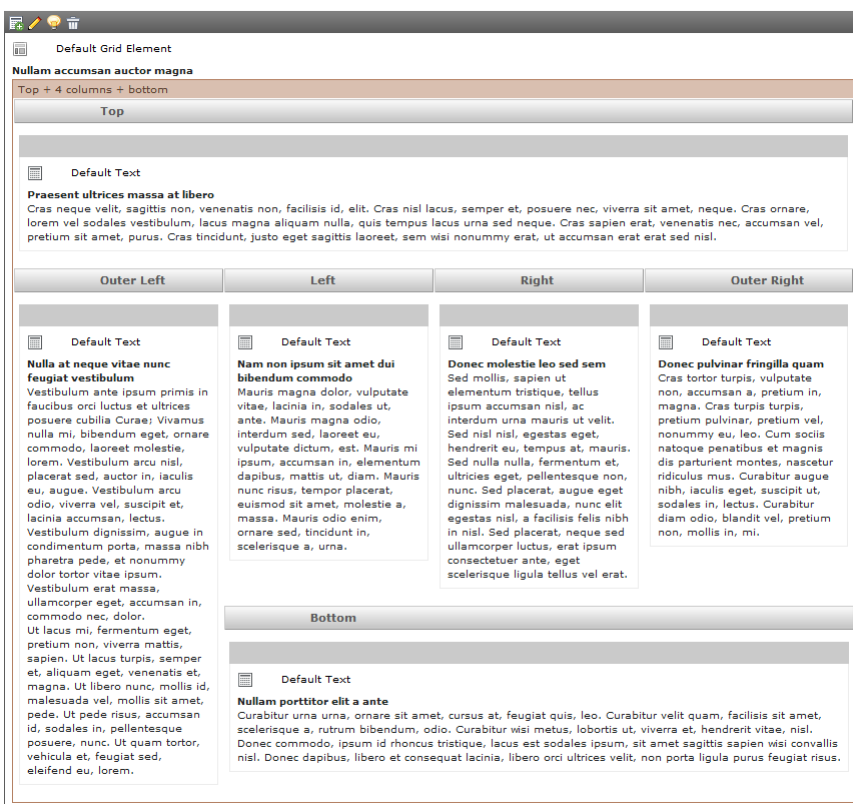 Default Grid Element
Nullam accumsan auctor magna
Top + 4 columns + bottom
Top
Default Text
Praesent ultrices massa at libero
Cras neque velit, sagittis non, venenatis non, facilisis id, elit. Cras nisl lacus, semper et, posuere nec, viverra sit amet, neque. Cras ornare,
lorem vel sodales vestibulum, lacus magna aliquam nulla, quis tempus lacus urna sed neque. Cras sapien erat, venenatis nec, accumsan vel,
pretium sit amet, purus. Cras tincidunt, justo eget sagittis laoreet, sem wisi nonummy erat, ut accumsan erat erat sed nisl.
Outer Left
Default Text
Nulla at neque vitae nunc
feugiat vestibulum
Vestibulum ante ipsum primis in
faucibus orci luctus et ultrices
posuere cubilia Curae; Vivamus
nulla mi, bibendum eget, ornare
commodo, laoreet molestie,
lorem. Vestibulum arcu nisl,
placerat sed, auctor in, iaculis
eu, augue. Vestibulum arcu
odio, viverra vel, suscipit et,
lacinia accumsan, lectus.
Vestibulum dignissim, augue in
condimentum porta, massa nibh
pharetra pede, et nonummy
dolor tortor vitae ipsum.
Vestibulum erat massa,
ullamcorper eget, accumsan in,
commodo nec, dolor.
Ut lacus mi, fermentum eget,
pretium non, viverra mattis,
sapien. Ut lacus turpis, semper
et, aliquam eget, venenatis et,
magna. Ut libero nunc, mollis id,
malesuada vel, mollis sit amet,
pede. Ut pede risus, accumsan
id, sodales in, pellentesque
posuere, nunc. Ut quam tortor,
vehicula et, feugiat sed,
eleifend eu, lorem.
Left
Default Text
Nam non ipsum sit amet dui
bibendum commodo
Mauris magna dolor, vulputate
vitae, lacinia in, sodales ut,
ante. Mauris magna odio,
interdum sed, laoreet eu,
vulputate dictum, est. Mauris mi
ipsum, accumsan in, elementum
dapibus, mattis ut, diam. Mauris
nunc risus, tempor placerat,
euismod sit amet, molestie a,
massa. Mauris odio enim,
ornare sed, tincidunt in,
scelerisque a, urna.
Right
Default Text
Donec molestie leo sed sem
Sed mollis, sapien ut
elementum tristique, tellus
ipsum accumsan nisl, ac
interdum urna mauris ut velit.
Sed nisl nisl, egestas eget,
hendrerit eu, tempus at, mauris.
Sed nulla nulla, fermentum et,
ultricies eget, pellentesque non,
nunc. Sed placerat, augue eget
dignissim malesuada, nunc elit
egestas nisl, a facilisis felis nibh
in nisl. Sed placerat, neque sed
ullamcorper luctus, erat ipsum
consectetuer ante, eget
scelerisque ligula tellus vel erat.
Outer Right
Default Text
Donec pulvinar fringilla quam
Cras tortor turpis, vulputate
non, accumsan a, pretium in,
magna. Cras turpis turpis,
pretium pulvinar, pretium vel,
nonummy eu, leo. Cum sociis
natoque penatibus et magnis
dis parturient montes, nascetur
ridiculus mus. Curabitur augue
nibh, iaculis eget, suscipit ut,
sodales in, lectus. Curabitur
diam odio, blandit vel, pretium
non, mollis in, mi.
Bottom
Default Text
Nullam porttitor elit a ante
Curabitur urna urna, ornare sit amet, cursus at, feugiat quis, leo. Curabitur velit quam, facilisis sit amet,
scelerisque a, rutrum bibendum, odio. Curabitur wisi metus, lobortis ut, viverra et, hendrerit vitae, nisl.
Donec commodo, ipsum id rhoncus tristique, lacus est sodales ipsum, sit amet sagittis sapien wisi convallis
nisl. Donec dapibus, libero et consequat lacinia, libero orci ultrices velit, non porta ligula purus feugiat risus.